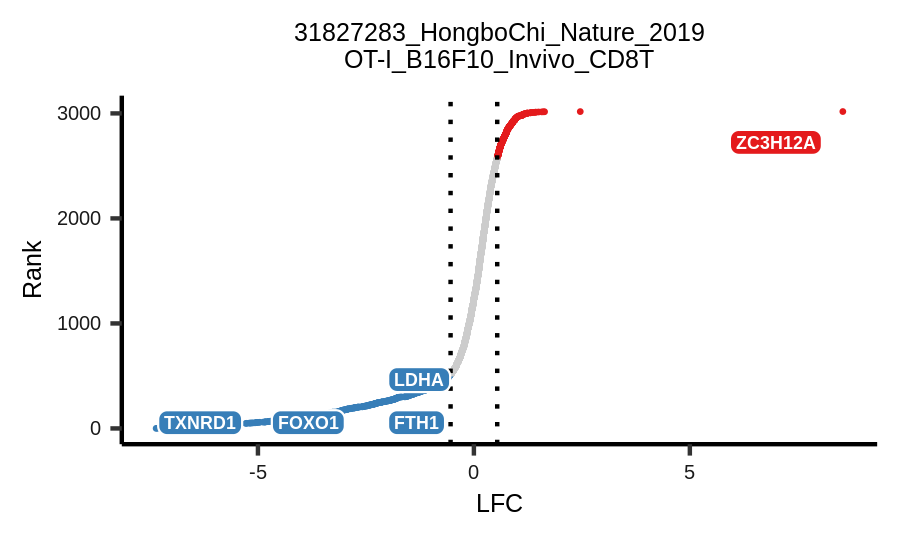 31827283_HongboChi_Nature_2019
OT-I_B16F10_Invivo_CD8T
3000
ZC3H12A
2000
Rank
1000
LDHA
0
TXNRD1
FOXO1
FTH1
-5
0
5
LFC